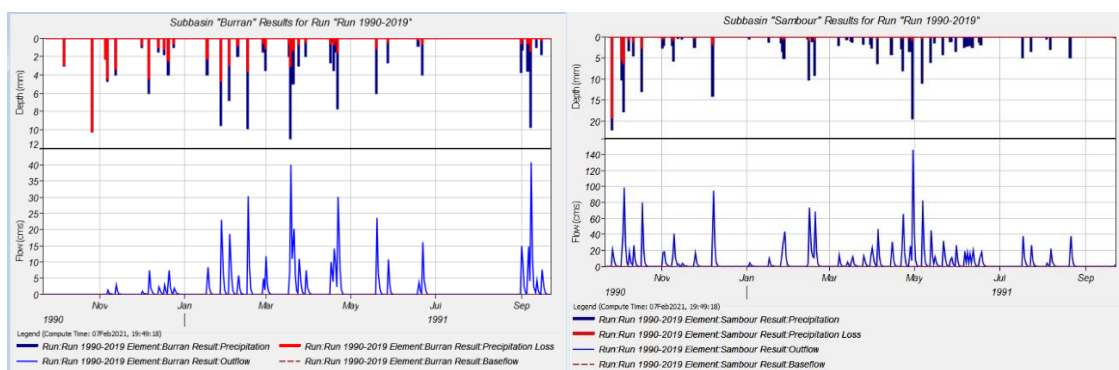 Subbasin "Burran" Results for Run "Run 1990-2019"
Depth (mm)
0
2
4
6
8
10
12
Flow (cms)
40
35
30
25
20
15
10
5
0
Nov Jan Mar May Jul Sep
1990 1991
Legend (Compute Time: 07Feb2021, 19:49:18)
Run:Run 1990-2019 Element:Burran Result:Precipitation Run:Run 1990-2019 Element:Burran Result:Precipitation Loss
Run:Run 1990-2019 Element:Burran Result:Outflow Run:Run 1990-2019 Element:Burran Result:Baseflow
Subbasin "Sambour" Results for Run "Run 1990-2019"
Depth (mm)
0
5
10
15
20
Flow (cms)
140
120
100
80
60
40
20
0
Nov Jan Mar May Jul Sep
1990 1991
Legend (Compute Time: 07Feb2021, 19:49:18)
Run:Run 1990-2019 Element:Sambour Result:Precipitation
Run:Run 1990-2019 Element:Sambour Result:Precipitation Loss
Run:Run 1990-2019 Element:Sambour Result:Outflow
Run:Run 1990-2019 Element:Sambour Result:Baseflow